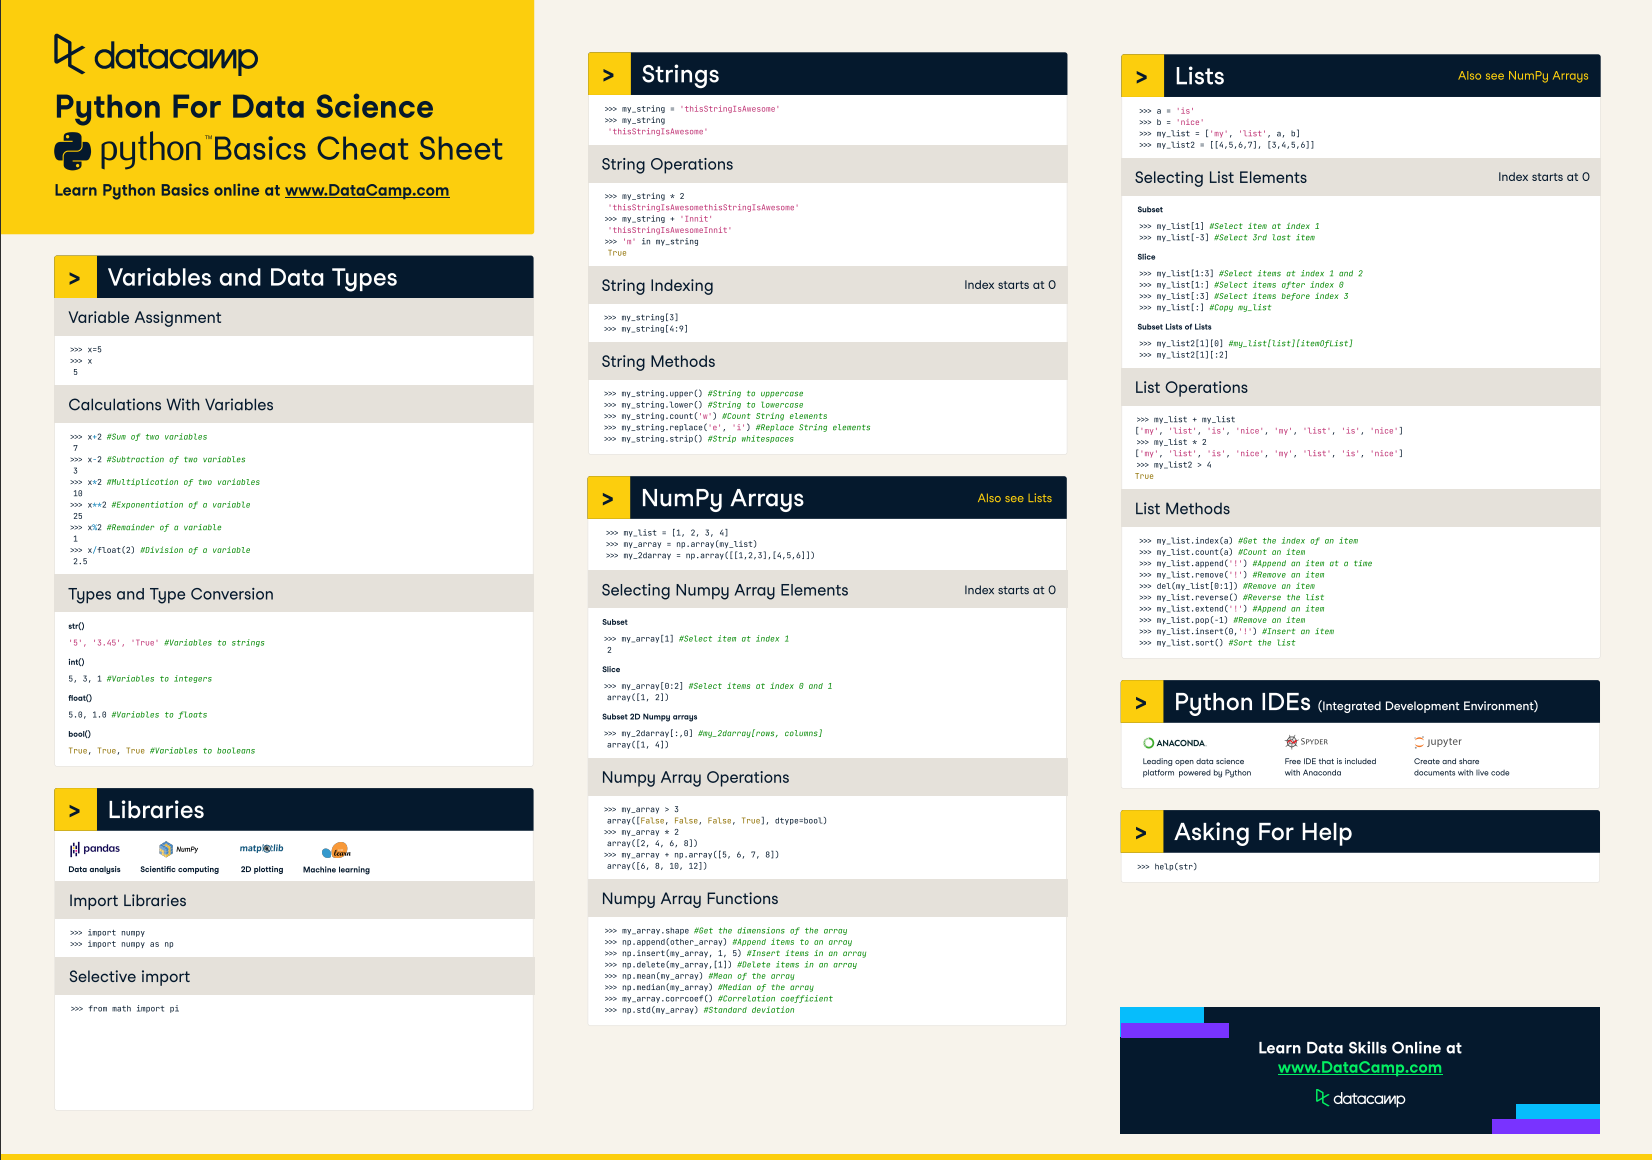 datacamp
Python For Data Science
python™ Basics Cheat Sheet
Learn Python Basics online at www.DataCamp.com
> Variables and Data Types
Variable Assignment
>>> x=5
>>> x
5
Calculations With Variables
>>> x+2 #Sum of two variables
7
>>> x-2 #Subtraction of two variables
3
>>> x*2 #Multiplication of two variables
10
>>> x**2 #Exponentiation of a variable
25
>>> x%2 #Remainder of a variable
1
>>> x/float(2) #Division of a variable
2.5
Types and Type Conversion
str()
'5', '3.45', 'True' #Variables to strings
int()
5, 3, 1 #Variables to integers
float()
5.0, 1.0 #Variables to floats
bool()
True, True, True #Variables to booleans
> Libraries
pandas NumPy matplotlib learn
Data analysis Scientific computing 2D plotting Machine learning
Import Libraries
>>> import numpy
>>> import numpy as np
Selective import
>>> from math import pi
> Strings
>>> my_string = 'thisStringIsAwesome'
>>> my_string
'thisStringIsAwesome'
String Operations
>>> my_string * 2
'thisStringIsAwesomethisStringIsAwesome'
>>> my_string + 'Innit'
'thisStringIsAwesomeInnit'
>>> 'm' in my_string
True
String Indexing Index starts at 0
>>> my_string[3]
>>> my_string[4:9]
String Methods
>>> my_string.upper() #String to uppercase
>>> my_string.lower() #String to lowercase
>>> my_string.count('w') #Count String elements
>>> my_string.replace('e', 'i') #Replace String elements
>>> my_string.strip() #Strip whitespaces
> NumPy Arrays Also see Lists
>>> my_list = [1, 2, 3, 4]
>>> my_array = np.array(my_list)
>>> my_2darray = np.array([[1,2,3],[4,5,6]])
Selecting Numpy Array Elements Index starts at 0
Subset
>>> my_array[1] #Select item at index 1
2
Slice
>>> my_array[0:2] #Select items at index 0 and 1
array([1, 2])
Subset 2D Numpy arrays
>>> my_2darray[:,0] #my_2darray[rows, columns]
array([1, 4])
Numpy Array Operations
>>> my_array > 3
array([False, False, False, True], dtype=bool)
>>> my_array * 2
array([2, 4, 6, 8])
>>> my_array + np.array([5, 6, 7, 8])
array([6, 8, 10, 12])
Numpy Array Functions
>>> my_array.shape #Get the dimensions of the array
>>> np.append(other_array) #Append items to an array
>>> np.insert(my_array, 1, 5) #Insert items in an array
>>> np.delete(my_array,[1]) #Delete items in an array
>>> np.mean(my_array) #Mean of the array
>>> np.median(my_array) #Median of the array
>>> my_array.corrcoef() #Correlation coefficient
>>> np.std(my_array) #Standard deviation
> Lists Also see NumPy Arrays
>>> a = 'is'
>>> b = 'nice'
>>> my_list = ['my', 'list', a, b]
>>> my_list2 = [[4,5,6,7], [3,4,5,6]]
Selecting List Elements Index starts at 0
Subset
>>> my_list[1] #Select item at index 1
>>> my_list[-3] #Select 3rd last item
Slice
>>> my_list[1:3] #Select items at index 1 and 2
>>> my_list[1:] #Select items after index 0
>>> my_list[:3] #Select items before index 3
>>> my_list[:] #Copy my_list
Subset Lists of Lists
>>> my_list2[1][0] #my_list[list][itemOfList]
>>> my_list2[1][:2]
List Operations
>>> my_list + my_list
['my', 'list', 'is', 'nice', 'my', 'list', 'is', 'nice']
>>> my_list * 2
['my', 'list', 'is', 'nice', 'my', 'list', 'is', 'nice']
>>> my_list2 > 4
True
List Methods
>>> my_list.index(a) #Get the index of an item
>>> my_list.count(a) #Count an item
>>> my_list.append('!') #Append an item at a time
>>> my_list.remove('!') #Remove an item
>>> del(my_list[0:1]) #Remove an item
>>> my_list.reverse() #Reverse the list
>>> my_list.extend('!') #Append an item
>>> my_list.pop(-1) #Remove an item
>>> my_list.insert(0,'!') #Insert an item
>>> my_list.sort() #Sort the list
> Python IDEs (Integrated Development Environment)
ANACONDA. SPYDER jupyter
Leading open data science Free IDE that is included Create and share
platform powered by Python with Anaconda documents with live code
> Asking For Help
>>> help(str)
Learn Data Skills Online at
www.DataCamp.com
datacamp